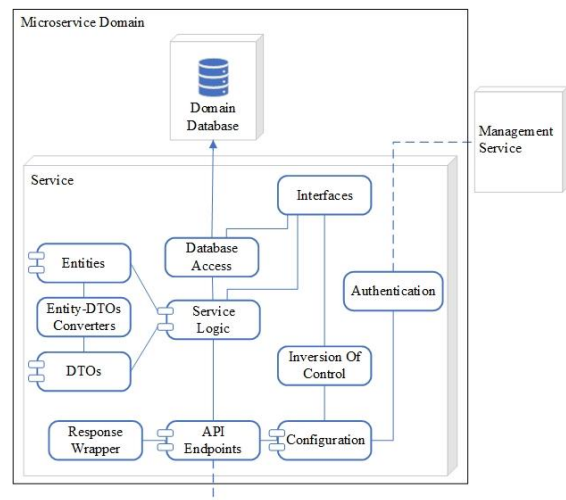 Microservice Domain
Domain
Database
Management
Service
Service
Interfaces
Database
Access
Entities
Authentication
Entity-DTOs
Converters
Service
Logic
DTOs
Inversion Of
Control
Response
Wrapper
API
Endpoints
Configuration